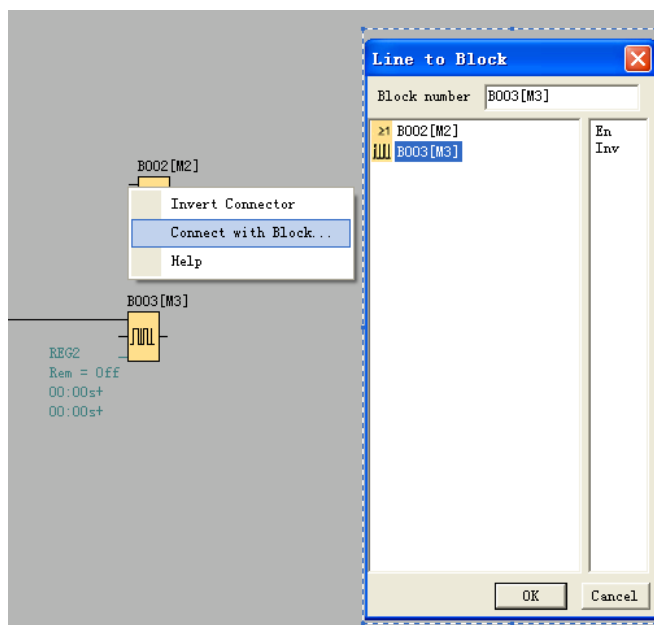 Line to Block
Block number B003[M3]
≥1 B002[M2]
B003[M3]
En
Inv
B002[M2]
Invert Connector
Connect with Block...
Help
B003[M3]
REG2
Rem = Off
00:00s+
00:00s+
OK
Cancel